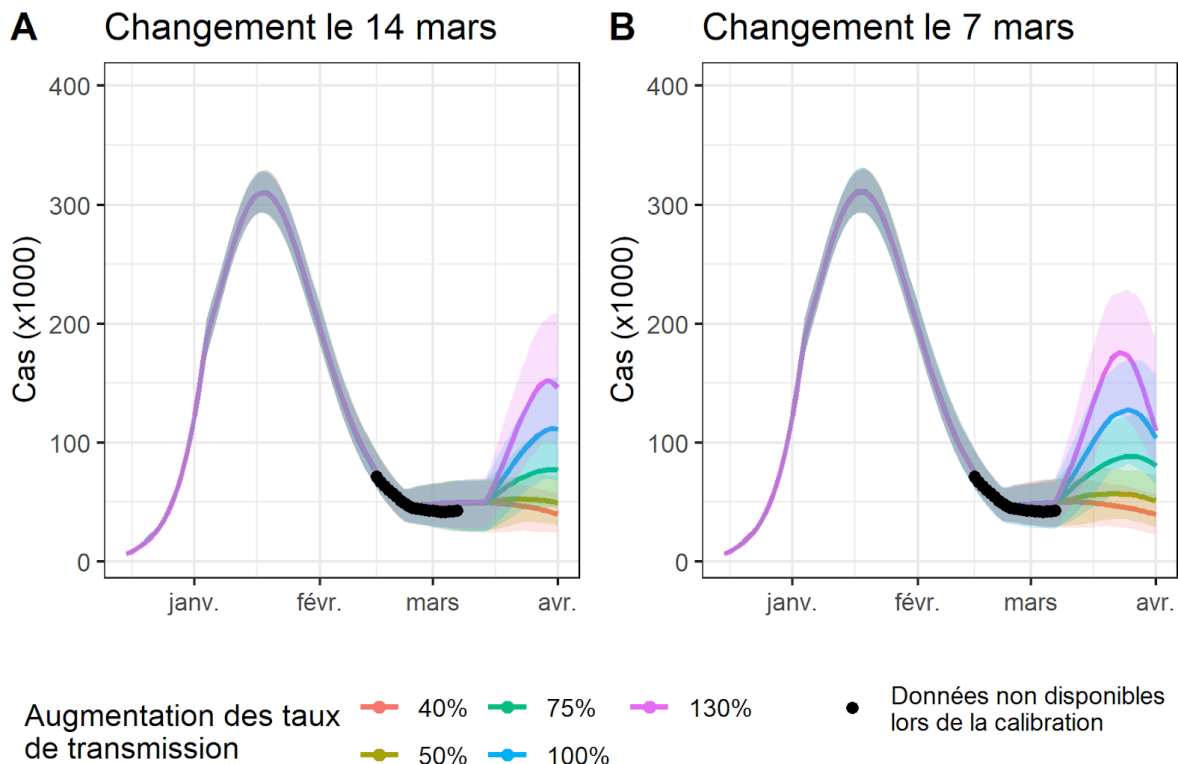 A Changement le 14 mars
Cas (x1000)
400
300
200
100
0
janv. févr. mars avr.
B Changement le 7 mars
Cas (x1000)
400
300
200
100
0
janv. févr. mars avr.
Augmentation des taux
de transmission
40% 75% 130%
50% 100%
Données non disponibles
lors de la calibration